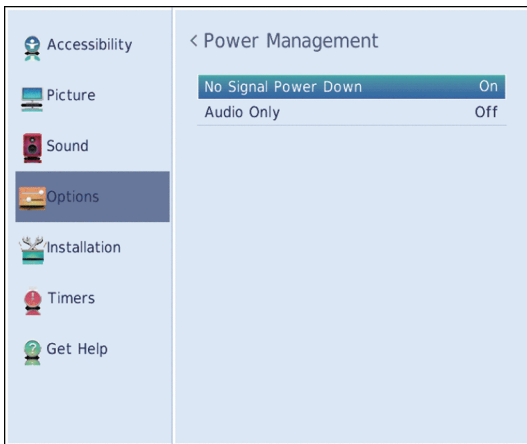 Accessibility
Picture
Sound
Options
Installation
Timers
Get Help
< Power Management
No Signal Power Down On
Audio Only Off